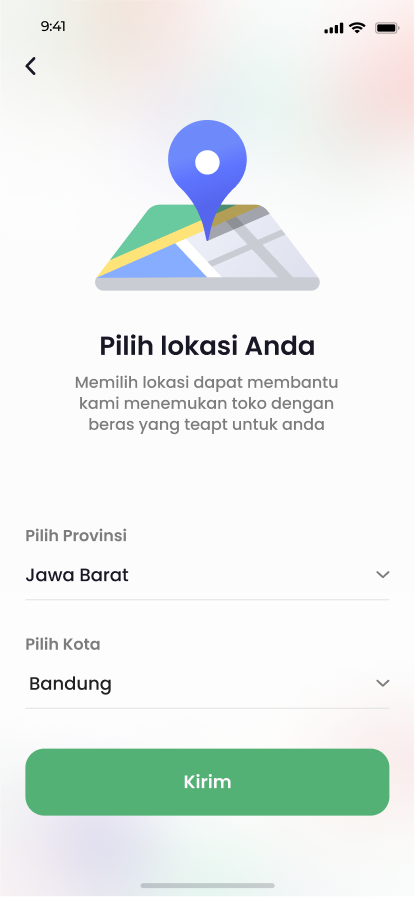 9:41
Pilih lokasi Anda
Memilih lokasi dapat membantu
kami menemukan toko dengan
beras yang teapt untuk anda
Pilih Provinsi
Jawa Barat
Pilih Kota
Bandung
Kirim